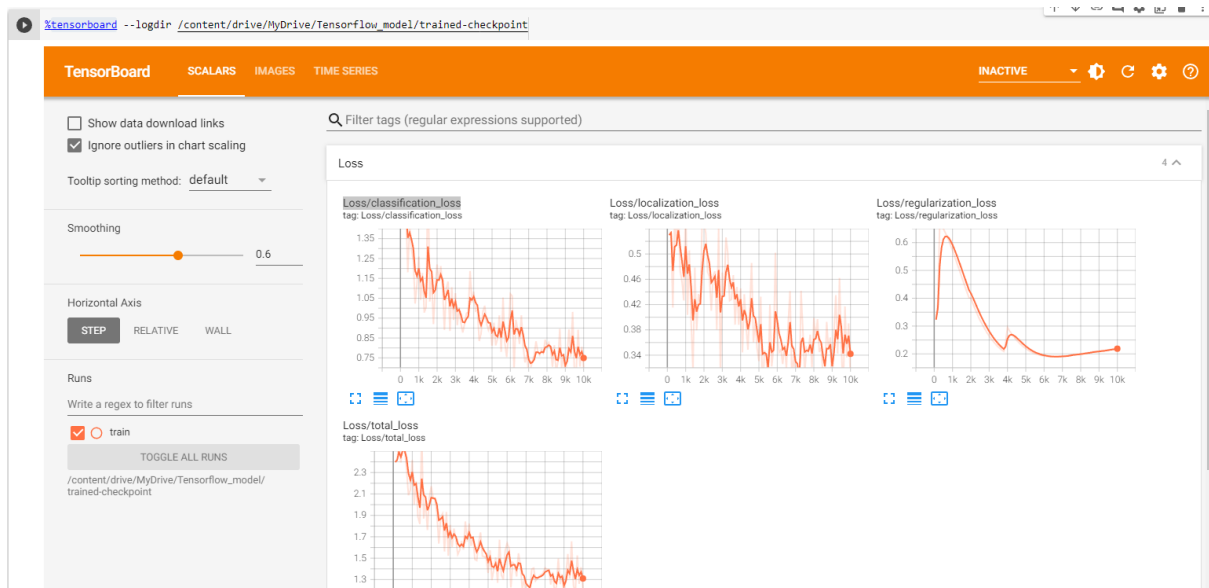 %tensorboard --logdir /content/drive/MyDrive/Tensorflow_model/trained-checkpoint
TensorBoard SCALARS IMAGES TIME SERIES INACTIVE
Show data download links
Ignore outliers in chart scaling
Tooltip sorting method: default
Smoothing
0.6
Horizontal Axis
STEP RELATIVE WALL
Runs
Write a regex to filter runs
train
TOGGLE ALL RUNS
/content/drive/MyDrive/Tensorflow_model/
trained-checkpoint
Filter tags (regular expressions supported)
Loss 4
Loss/classification_loss
tag: Loss/classification_loss
1.35
1.25
1.15
1.05
0.95
0.85
0.75
0 1k 2k 3k 4k 5k 6k 7k 8k 9k 10k
Loss/localization_loss
tag: Loss/localization_loss
0.5
0.46
0.42
0.38
0.34
0 1k 2k 3k 4k 5k 6k 7k 8k 9k 10k
Loss/regularization_loss
tag: Loss/regularization_loss
0.6
0.5
0.4
0.3
0.2
0 1k 2k 3k 4k 5k 6k 7k 8k 9k 10k
Loss/total_loss
tag: Loss/total_loss
2.3
2.1
1.9
1.7
1.5
1.3